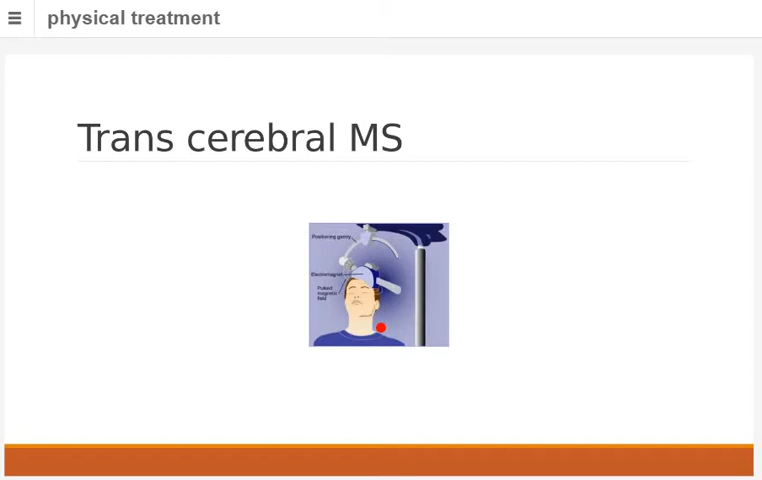 physical treatment
Trans cerebral MS
Positioning gantry
Electromagnet
Pulsed
magnetic
field